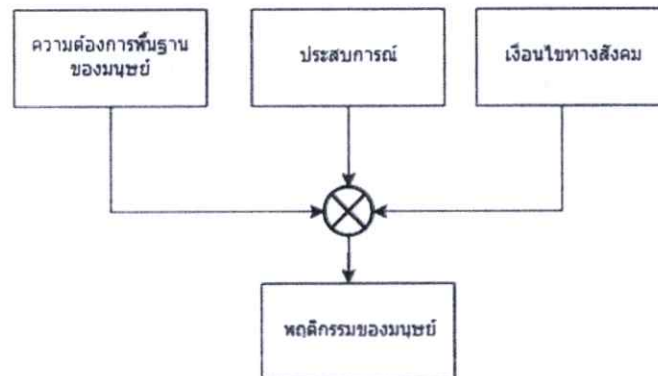 ความต้องการพื้นฐาน
ของมนุษย์
ประสบการณ์
เงื่อนไขทางสังคม
พฤติกรรมของมนุษย์